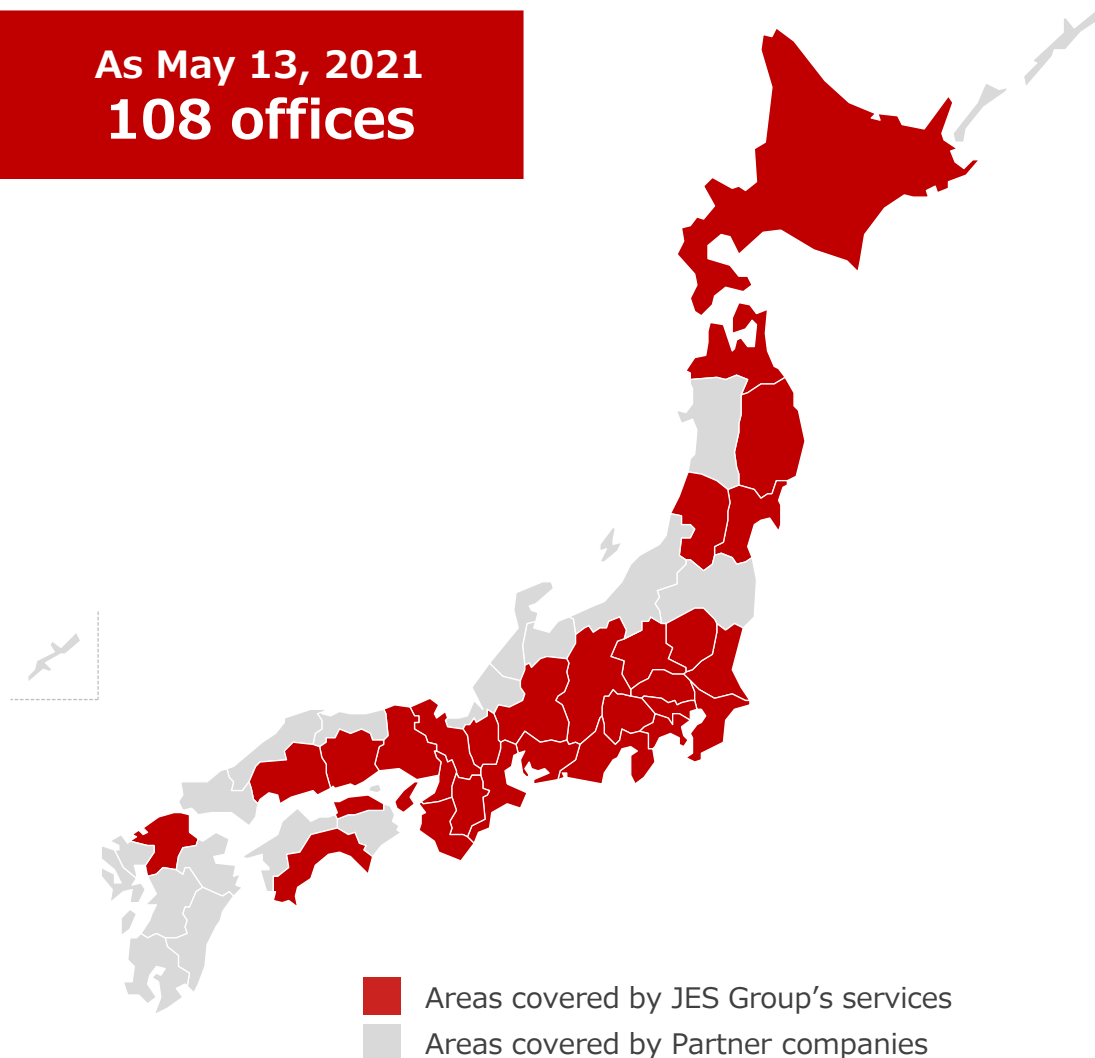 As May 13, 2021
108 offices
Areas covered by JES Group’s services
Areas covered by Partner companies